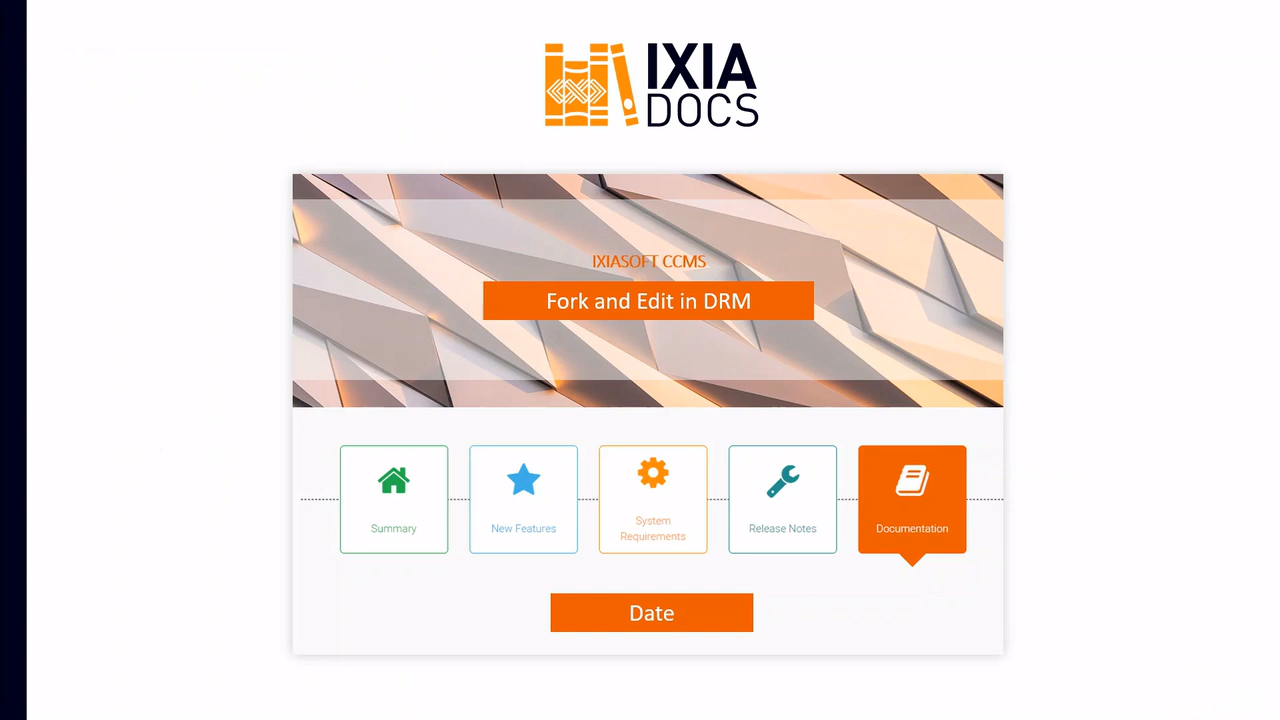 IXIA
DOCS
IXIASOFT CCMS
Fork and Edit in DRM
Summary
New Features
System
Requirements
Release Notes
Documentation
Date